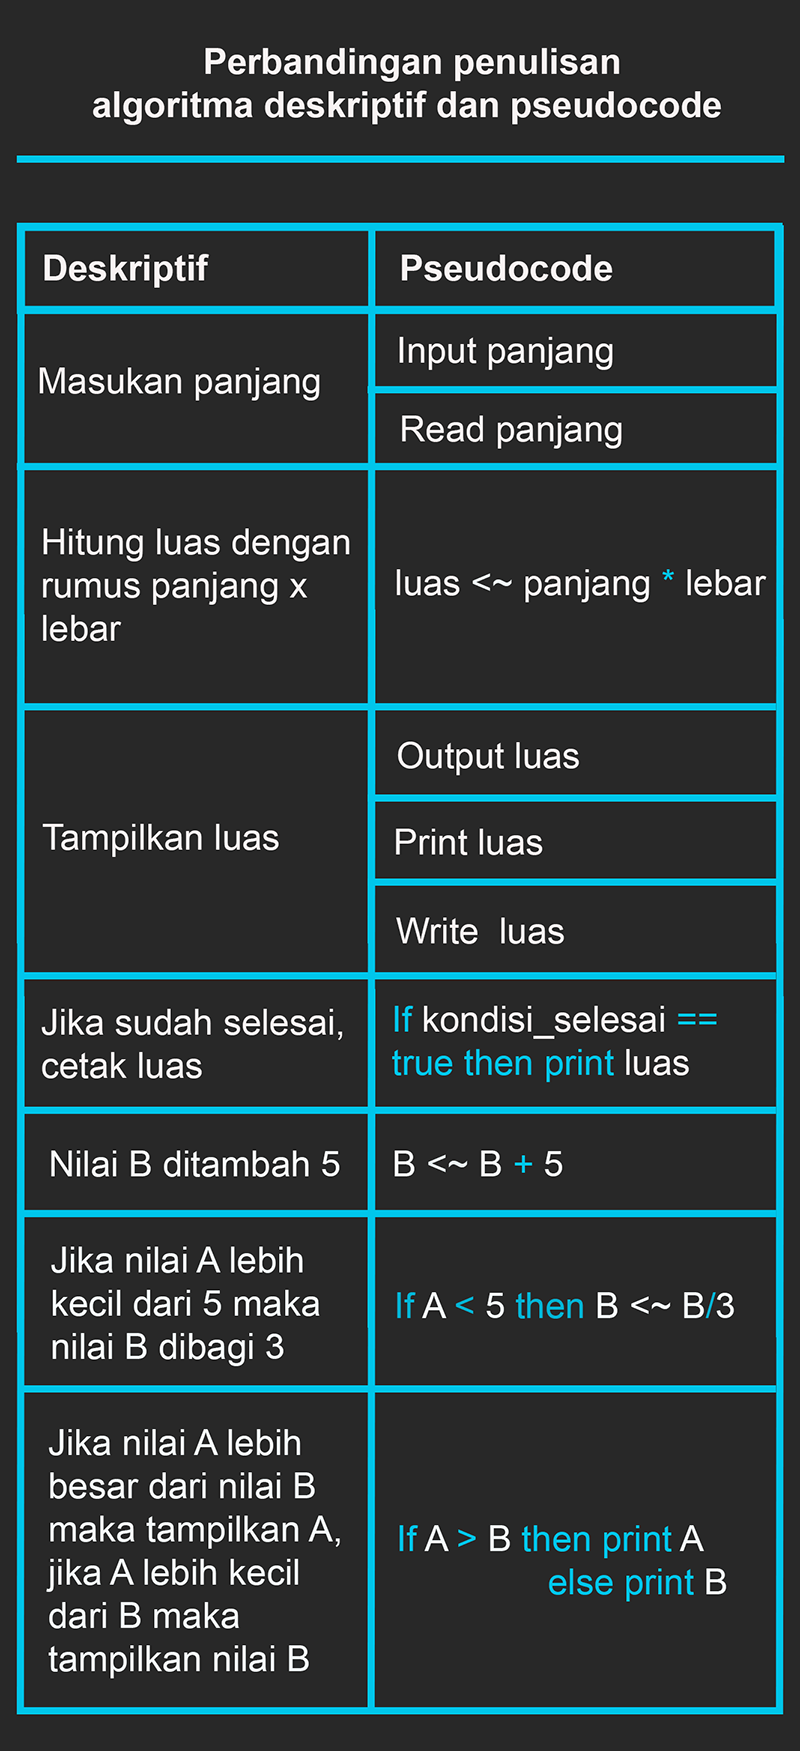 Perbandingan penulisan
algoritma deskriptif dan pseudocode
Deskriptif
Pseudocode
Masukan panjang
Input panjang
Read panjang
Hitung luas dengan
rumus panjang x
lebar
luas <~ panjang * lebar
Tampilkan luas
Output luas
Print luas
Write luas
Jika sudah selesai,
cetak luas
If kondisi_selesai ==
true then print luas
Nilai B ditambah 5
B <~ B + 5
Jika nilai A lebih
kecil dari 5 maka
nilai B dibagi 3
If A < 5 then B <~ B/3
Jika nilai A lebih
besar dari nilai B
maka tampilkan A,
jika A lebih kecil
dari B maka
tampilkan nilai B
If A > B then print A
else print B